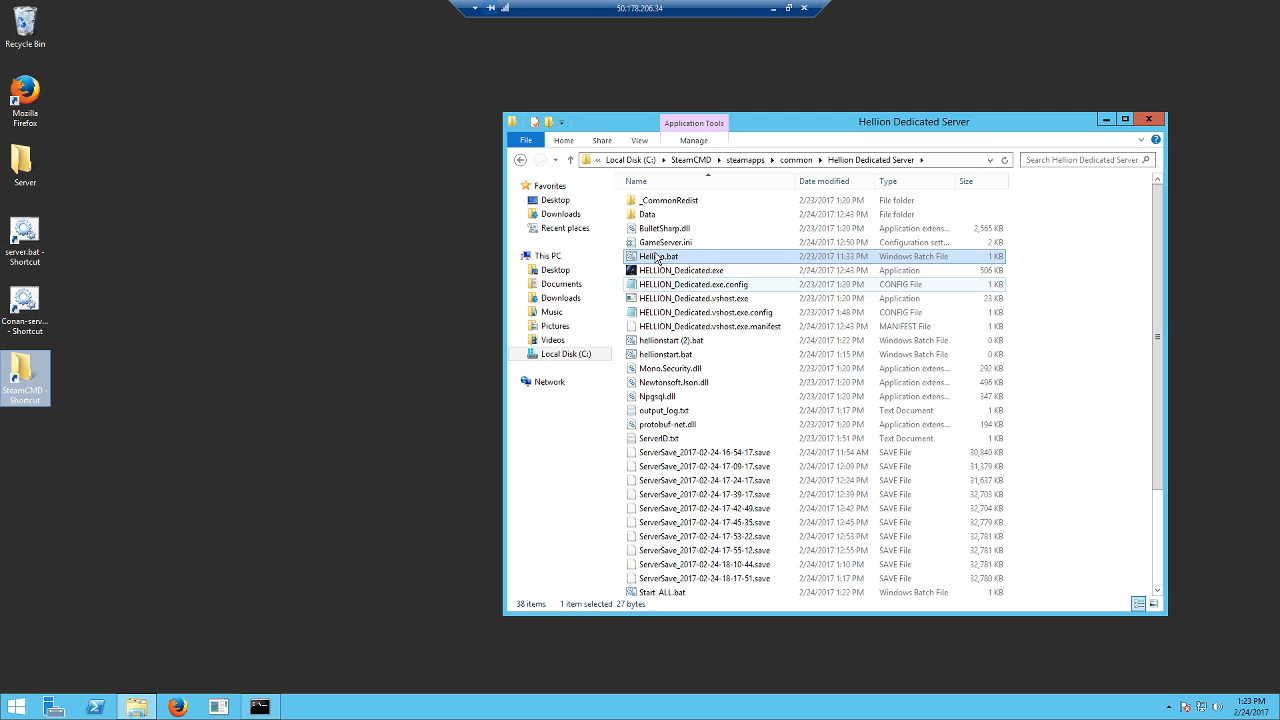 50.178.206.34
Recycle Bin
Mozilla
Firefox
Server
server.bat -
Shortcut
Conan-serv
... - Shortcut
SteamCMD -
Shortcut
Application Tools
Hellion Dedicated Server
File Home Share View Manage
« Local Disk (C:) SteamCMD steamapps common Hellion Dedicated Server
Search Hellion Dedicated Server
Favorites
Desktop
Downloads
Recent places
This PC
Desktop
Documents
Downloads
Music
Pictures
Videos
Local Disk (C:)
Network
Name Date modified Type Size
_CommonRedist 2/23/2017 1:20 PM File folder
Data 2/24/2017 12:43 PM File folder
BulletSharp.dll 2/23/2017 1:20 PM Application extens... 2,565 KB
GameServer.ini 2/24/2017 12:50 PM Configuration sett... 2 KB
Hellion.bat 2/23/2017 11:33 PM Windows Batch File 1 KB
HELLION_Dedicated.exe 2/24/2017 12:43 PM Application 506 KB
HELLION_Dedicated.exe.config 2/23/2017 1:20 PM CONFIG File 1 KB
HELLION_Dedicated.vshost.exe 2/23/2017 1:20 PM Application 23 KB
HELLION_Dedicated.vshost.exe.config 2/23/2017 1:48 PM CONFIG File 1 KB
HELLION_Dedicated.vshost.exe.manifest 2/24/2017 12:43 PM MANIFEST File 1 KB
hellionstart (2).bat 2/24/2017 1:22 PM Windows Batch File 0 KB
hellionstart.bat 2/24/2017 1:15 PM Windows Batch File 0 KB
Mono.Security.dll 2/23/2017 1:20 PM Application extens... 292 KB
Newtonsoft.Json.dll 2/23/2017 1:20 PM Application extens... 496 KB
Npgsql.dll 2/23/2017 1:20 PM Application extens... 347 KB
output_log.txt 2/24/2017 1:17 PM Text Document 1 KB
protobuf-net.dll 2/23/2017 1:20 PM Application extens... 194 KB
ServerID.txt 2/23/2017 1:51 PM Text Document 1 KB
ServerSave_2017-02-24-16-54-17.save 2/24/2017 11:54 AM SAVE File 30,840 KB
ServerSave_2017-02-24-17-09-17.save 2/24/2017 12:09 PM SAVE File 31,379 KB
ServerSave_2017-02-24-17-24-17.save 2/24/2017 12:24 PM SAVE File 31,637 KB
ServerSave_2017-02-24-17-39-17.save 2/24/2017 12:39 PM SAVE File 32,703 KB
ServerSave_2017-02-24-17-42-49.save 2/24/2017 12:42 PM SAVE File 32,704 KB
ServerSave_2017-02-24-17-45-35.save 2/24/2017 12:45 PM SAVE File 32,779 KB
ServerSave_2017-02-24-17-53-22.save 2/24/2017 12:53 PM SAVE File 32,781 KB
ServerSave_2017-02-24-17-55-12.save 2/24/2017 12:55 PM SAVE File 32,781 KB
ServerSave_2017-02-24-18-10-44.save 2/24/2017 1:10 PM SAVE File 32,781 KB
ServerSave_2017-02-24-18-17-51.save 2/24/2017 1:17 PM SAVE File 32,780 KB
Start_ALL.bat 2/24/2017 1:22 PM Windows Batch File 1 KB
38 items 1 item selected 27 bytes
1:23 PM
2/24/2017